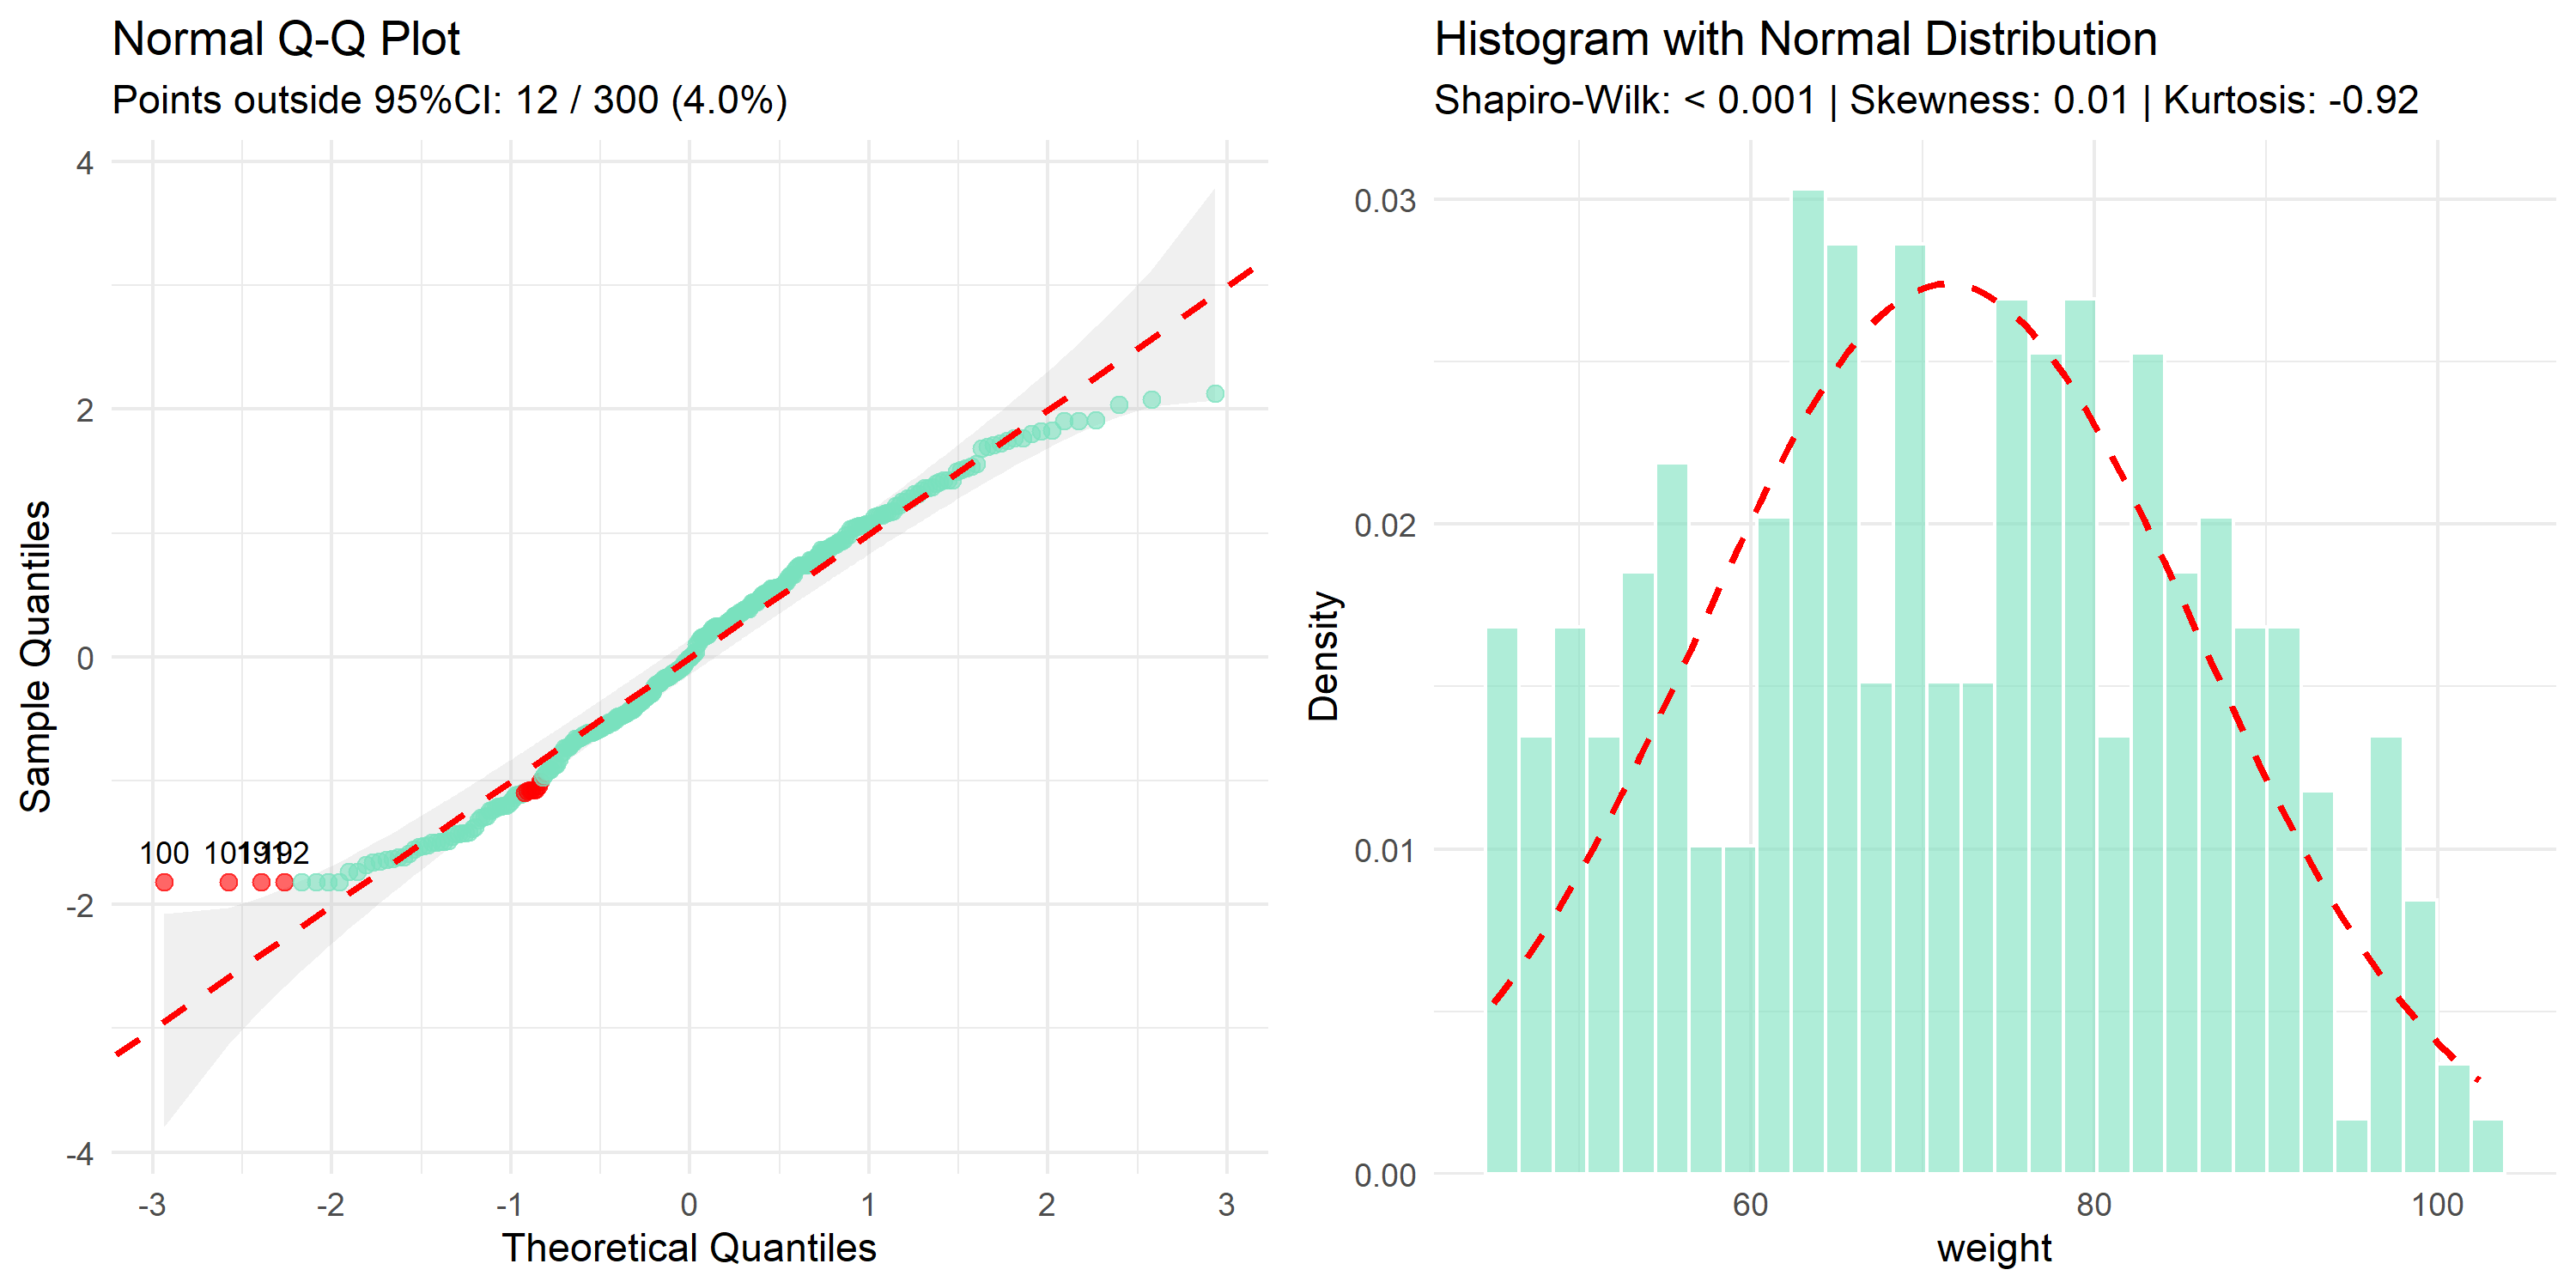 Normal Q-Q Plot
Points outside 95%CI: 12 / 300 (4.0%)
4
2
0
-2
-4
Sample Quantiles
100
192
-3
-2
-1
0
1
2
3
Theoretical Quantiles
Histogram with Normal Distribution
Shapiro-Wilk: < 0.001 | Skewness: 0.01 | Kurtosis: -0.92
0.03
0.02
0.01
0.00
Density
60
80
100
weight